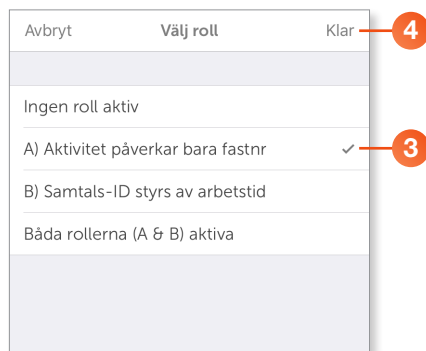 Avbryt Välj roll Klar 4
Ingen roll aktiv
A) Aktivitet påverkar bara fastnr 3
B) Samtals-ID styrs av arbetstid
Båda rollerna (A & B) aktiva